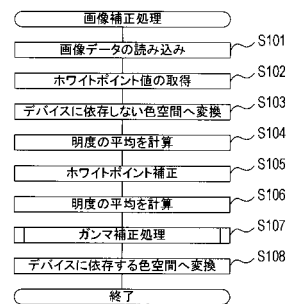 画像補正処理
画像データの読み込み S101
ホワイトポイント値の取得 S102
デバイスに依存しない色空間へ変換 S103
明度の平均を計算 S104
ホワイトポイント補正 S105
明度の平均を計算 S106
ガンマ補正処理 S107
デバイスに依存する色空間へ変換 S108
終了